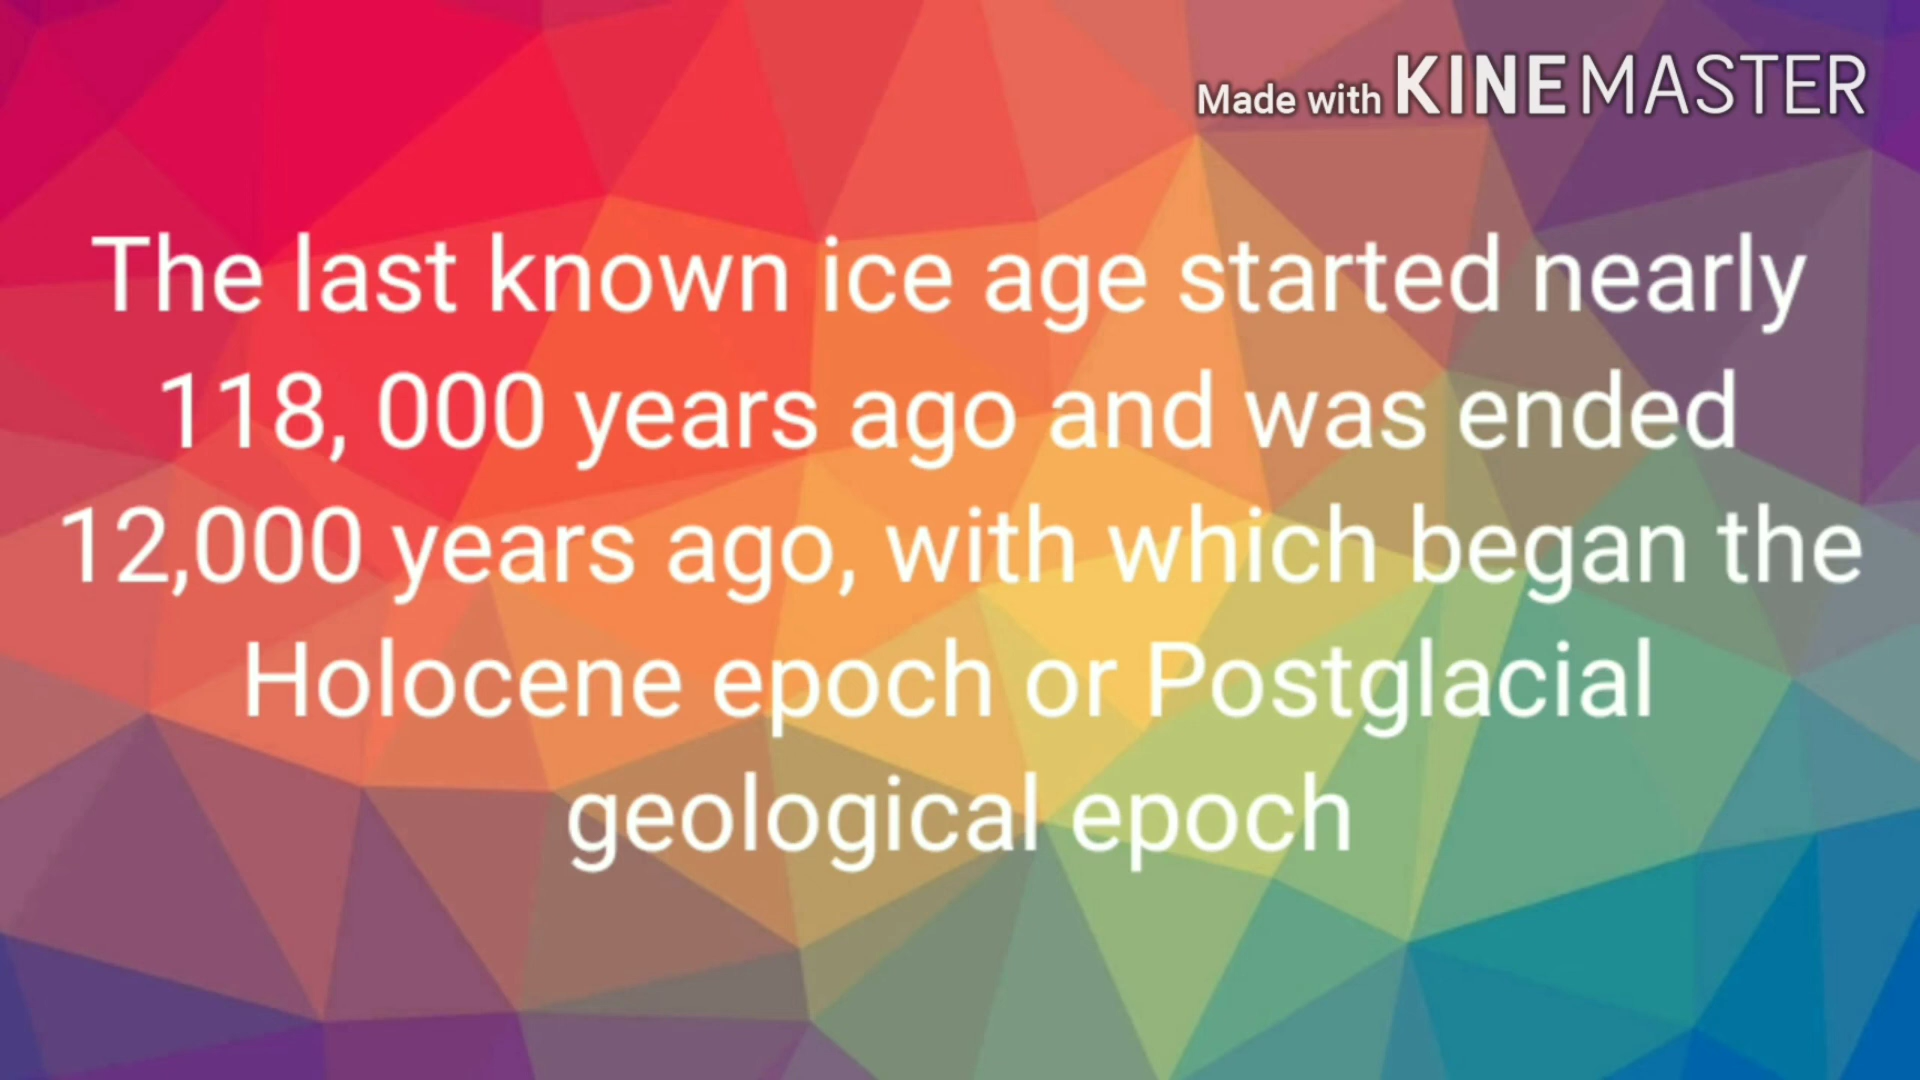 Made with KINEMASTER
The last known ice age started nearly
118, 000 years ago and was ended
12,000 years ago, with which began the
Holocene epoch or Postglacial
geological epoch